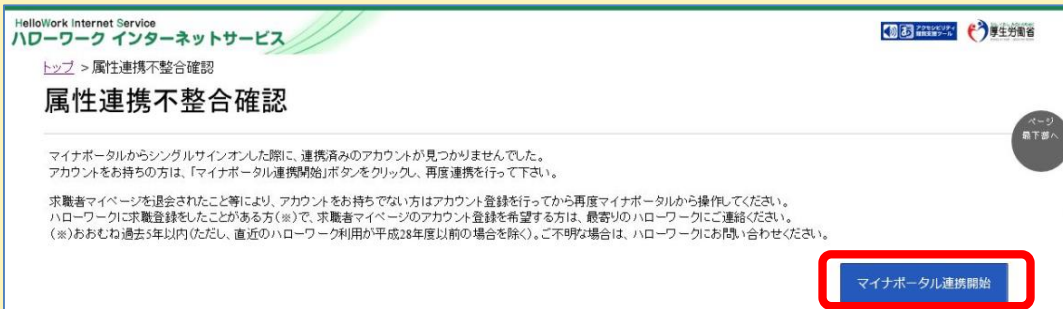 HelloWork Internet Service
ハローワーク インターネットサービス
厚生労働省
トップ > 属性連携不整合確認
属性連携不整合確認
ページ
最下部へ
マイナポータルからシングルサインオンした際に、連携済みのアカウントが見つかりませんでした。
アカウントをお持ちの方は、「マイナポータル連携開始」ボタンをクリックし、再度連携を行って下さい。
求職者マイページを退会されたこと等により、アカウントをお持ちでない方はアカウント登録を行ってから再度マイナポータルから操作してください。
ハローワークに求職登録をしたことがある方(※)で、求職者マイページのアカウント登録を希望する方は、最寄りのハローワークにご連絡ください。
(※)おおむね過去5年以内(ただし、直近のハローワーク利用が平成28年度以前の場合を除く)。ご不明な場合は、ハローワークにお問い合わせください。
マイナポータル連携開始